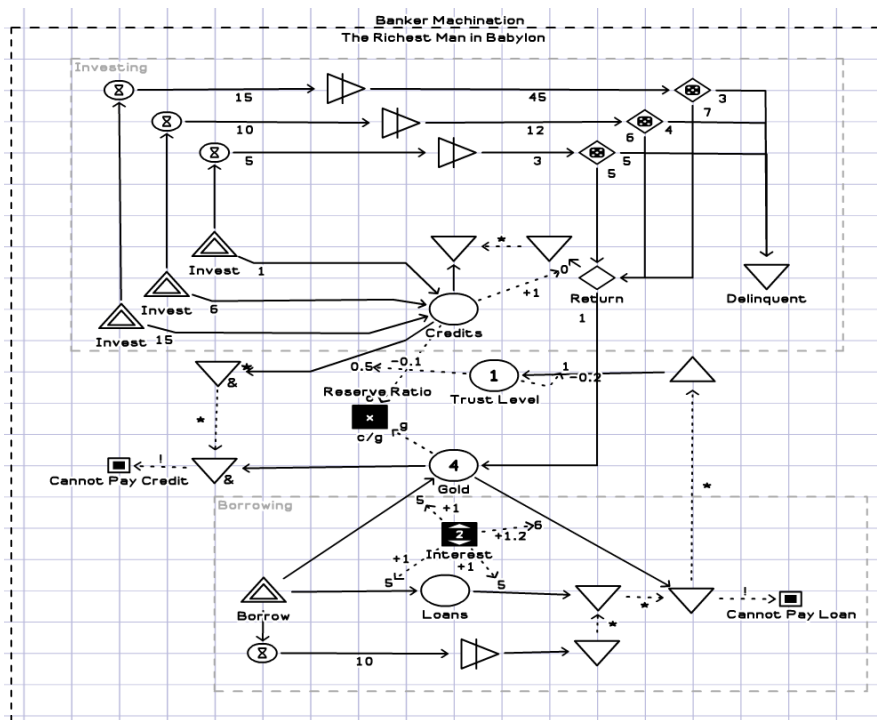 Banker Machination
The Richest Man in Babylon
Investing
15
45
3
7
10
12
6
4
5
3
5
5
*
Invest
1
0
Invest
6
+1
Return
Delinquent
Invest
15
Credits
1
&
*
0.5
-0.1
1
1
-0.2
Reserve Ratio
c
Trust Level
*
x
g
c/g
!
4
Cannot Pay Credit
&
Gold
*
Borrowing
5
+1
2
+1.2
6
Interest
+1
+1
5
5
!
*
Borrow
Loans
Cannot Pay Loan
*
10